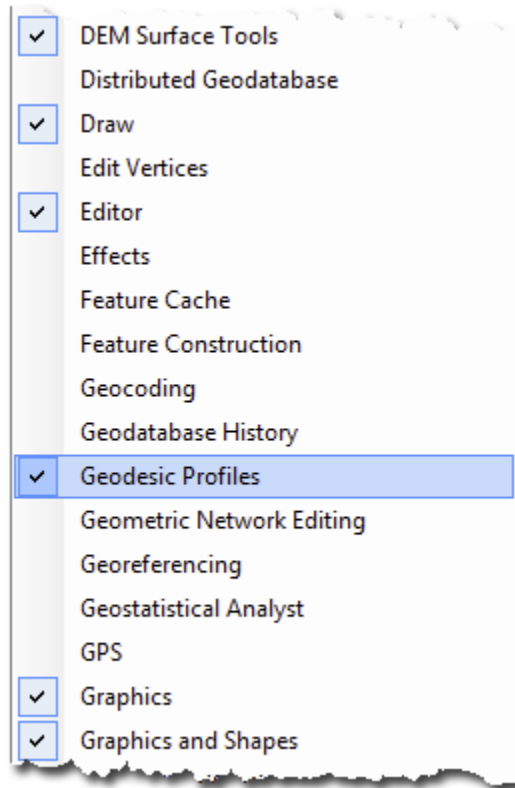 DEM Surface Tools
Distributed Geodatabase
Draw
Edit Vertices
Editor
Effects
Feature Cache
Feature Construction
Geocoding
Geodatabase History
Geodesic Profiles
Geometric Network Editing
Georeferencing
Geostatistical Analyst
GPS
Graphics
Graphics and Shapes